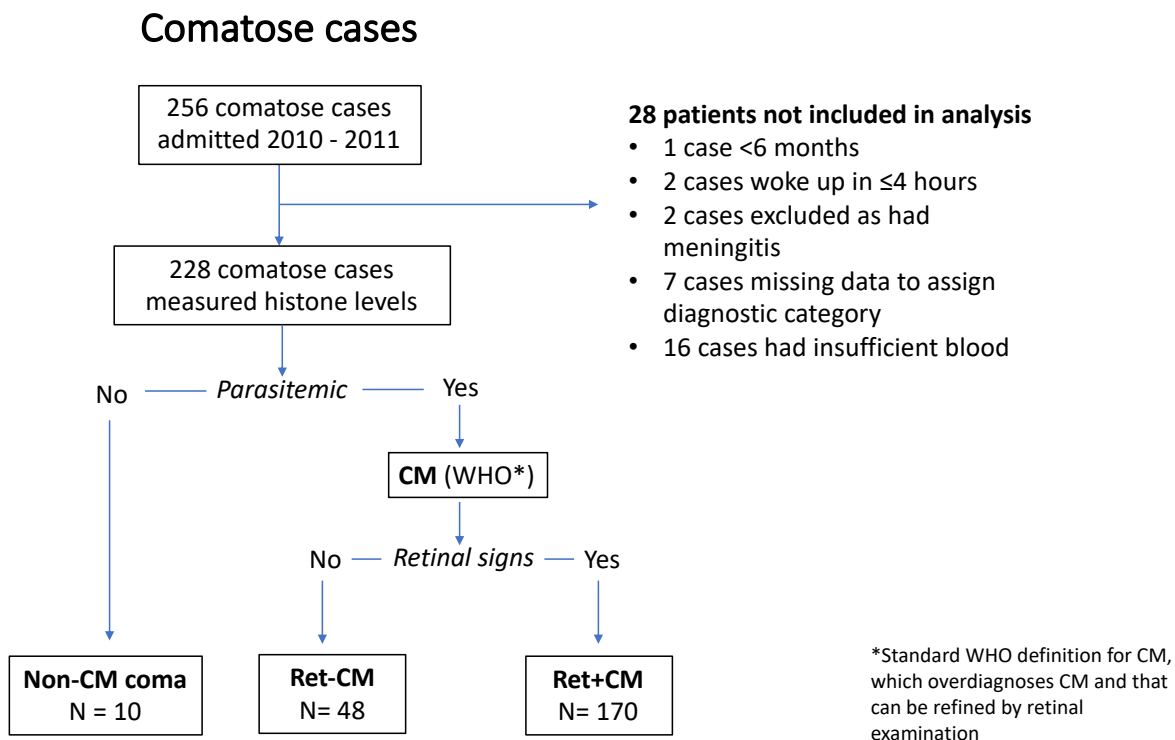 Comatose cases
256 comatose cases
admitted 2010 - 2011
28 patients not included in analysis
• 1 case <6 months
• 2 cases woke up in ≤4 hours
• 2 cases excluded as had
meningitis
• 7 cases missing data to assign
diagnostic category
• 16 cases had insufficient blood
228 comatose cases
measured histone levels
No
Parasitemic
Yes
CM (WHO*)
No
Retinal signs
Yes
Non-CM coma
N = 10
Ret-CM
N= 48
Ret+CM
N= 170
*Standard WHO definition for CM,
which overdiagnoses CM and that
can be refined by retinal
examination